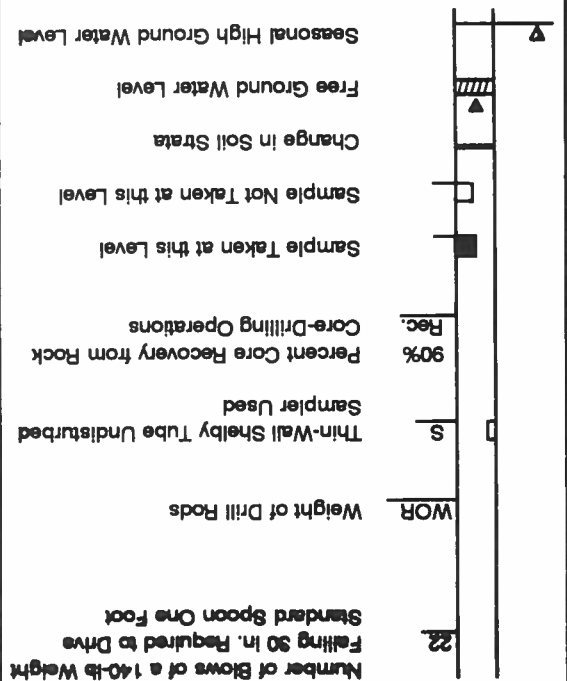 22 Number of Blows of a 140-lb Weight
Falling 30 in. Required to Drive
Standard Spoon One Foot
WOR Weight of Drill Rods
S Thin-Wall Shelby Tube Undisturbed
Sampler Used
90% Percent Core Recovery from Rock
Rec. Core-Drilling Operations
Sample Taken at this Level
Sample Not Taken at this Level
Change in Soil Strata
Free Ground Water Level
Seasonal High Ground Water Level